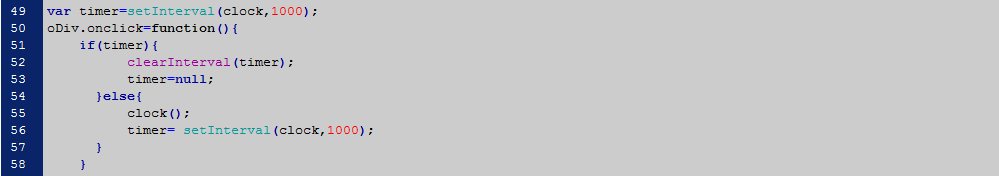 49 var timer=setInterval(clock,1000);
50 oDiv.onclick=function(){
51 if(timer){
52 clearInterval(timer);
53 timer=null;
54 }else{
55 clock();
56 timer= setInterval(clock,1000);
57 }
58 }